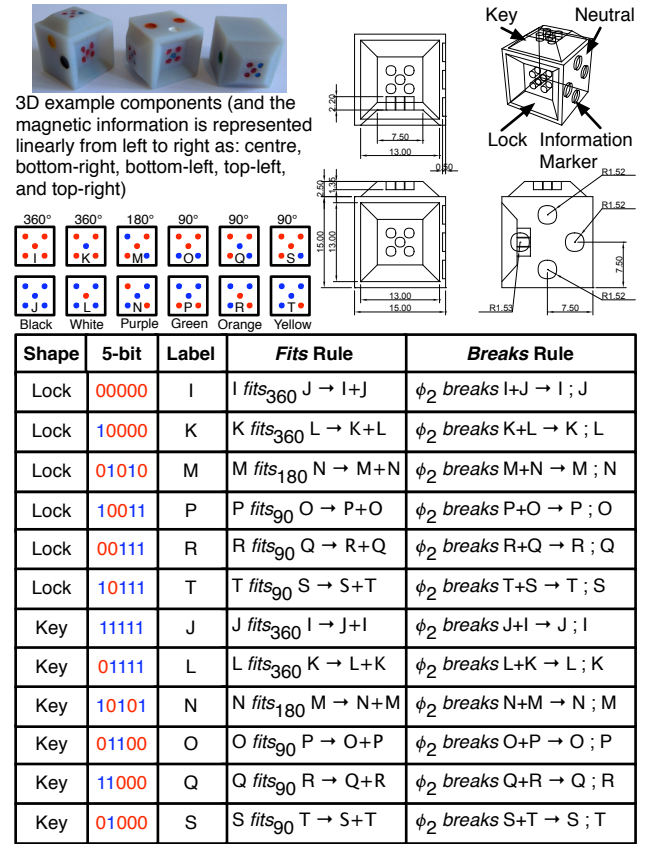 Key Neutral
Lock Information
Marker
3D example components (and the
magnetic information is represented
linearly from left to right as: centre,
bottom-right, bottom-left, top-left,
and top-right)
2.20
7.50
13.00
0.50
2.50
1.35
15.00
13.00
13.00
15.00
R1.52
R1.52
7.50
R1.52
R1.53
7.50
360° 360° 180° 90° 90° 90°
I K M O Q S
J L N P R T
Black White Purple Green Orange Yellow
Shape 5-bit Label Fits Rule Breaks Rule
Lock 00000 I I fits360 J → I+J ϕ2 breaks I+J → I ; J
Lock 10000 K K fits360 L → K+L ϕ2 breaks K+L → K ; L
Lock 01010 M M fits180 N → M+N ϕ2 breaks M+N → M ; N
Lock 10011 P P fits90 O → P+O ϕ2 breaks P+O → P ; O
Lock 00111 R R fits90 Q → R+Q ϕ2 breaks R+Q → R ; Q
Lock 10111 T T fits90 S → S+T ϕ2 breaks T+S → T ; S
Key 11111 J J fits360 I → J+I ϕ2 breaks J+I → J ; I
Key 01111 L L fits360 K → L+K ϕ2 breaks L+K → L ; K
Key 10101 N N fits180 M → N+M ϕ2 breaks N+M → N ; M
Key 01100 O O fits90 P → O+P ϕ2 breaks O+P → O ; P
Key 11000 Q Q fits90 R → Q+R ϕ2 breaks Q+R → Q ; R
Key 01000 S S fits90 T → S+T ϕ2 breaks S+T → S ; T